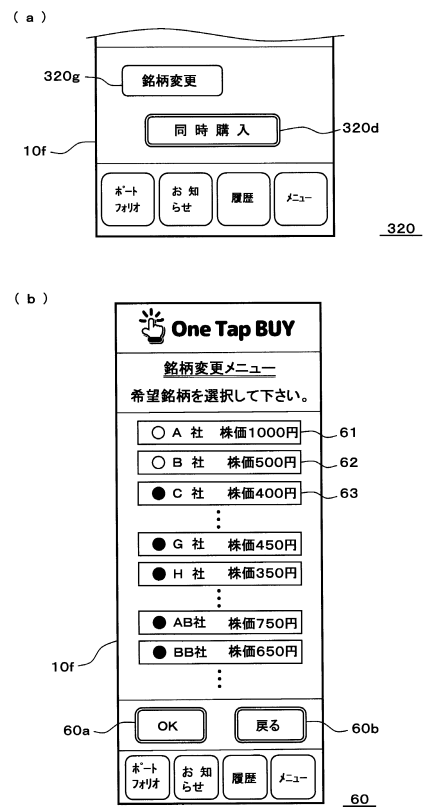 (a)
320g
銘柄変更
同時購入
320d
10f
ポート
フォリオ
お知
らせ
履歴
メニュー
320
(b)
One Tap BUY
銘柄変更メニュー
希望銘柄を選択して下さい。
○ A 社 株価1000円
61
○ B 社 株価500円
62
● C 社 株価400円
63
● G 社 株価450円
● H 社 株価350円
● AB社 株価750円
● BB社 株価650円
10f
60a
OK
戻る
60b
ポート
フォリオ
お知
らせ
履歴
メニュー
60